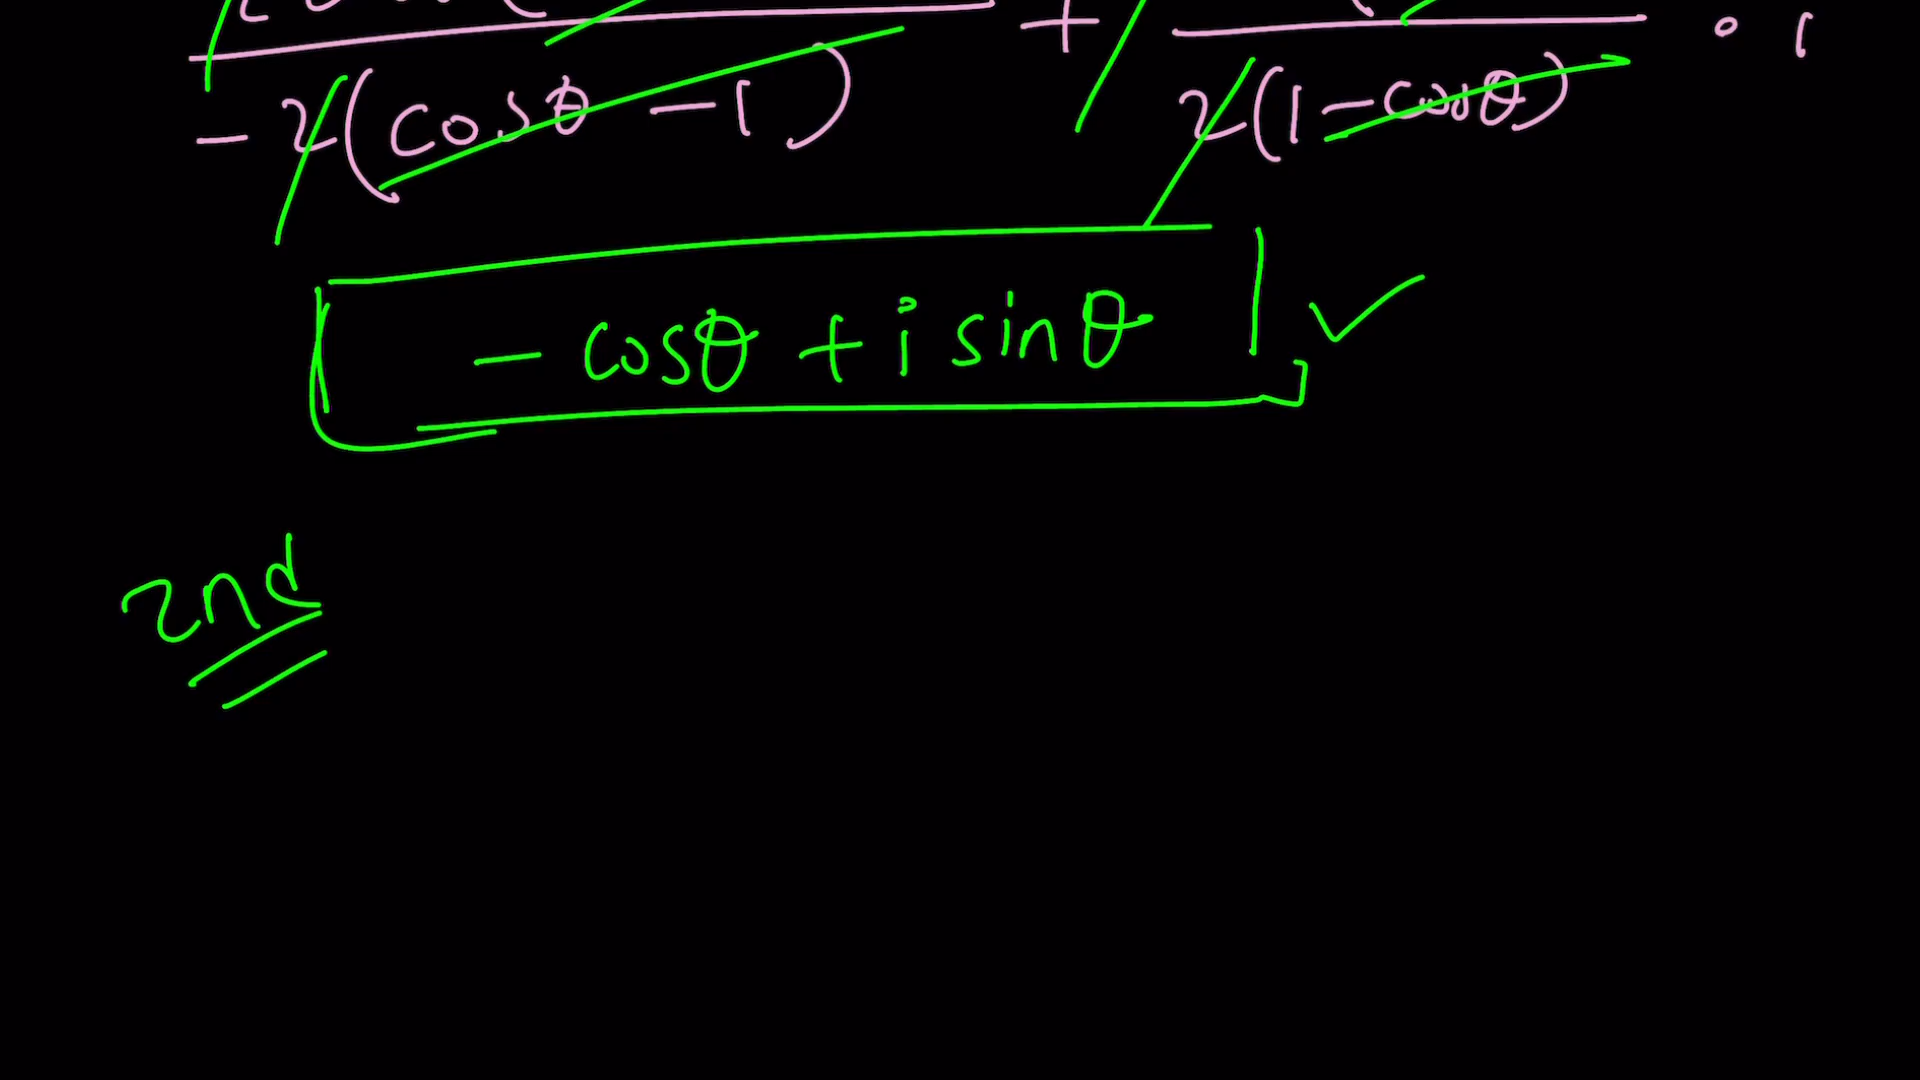 + ·
-2(cosθ - 1) 2(1 - cosθ)
- cosθ + i sinθ ✓
2nd